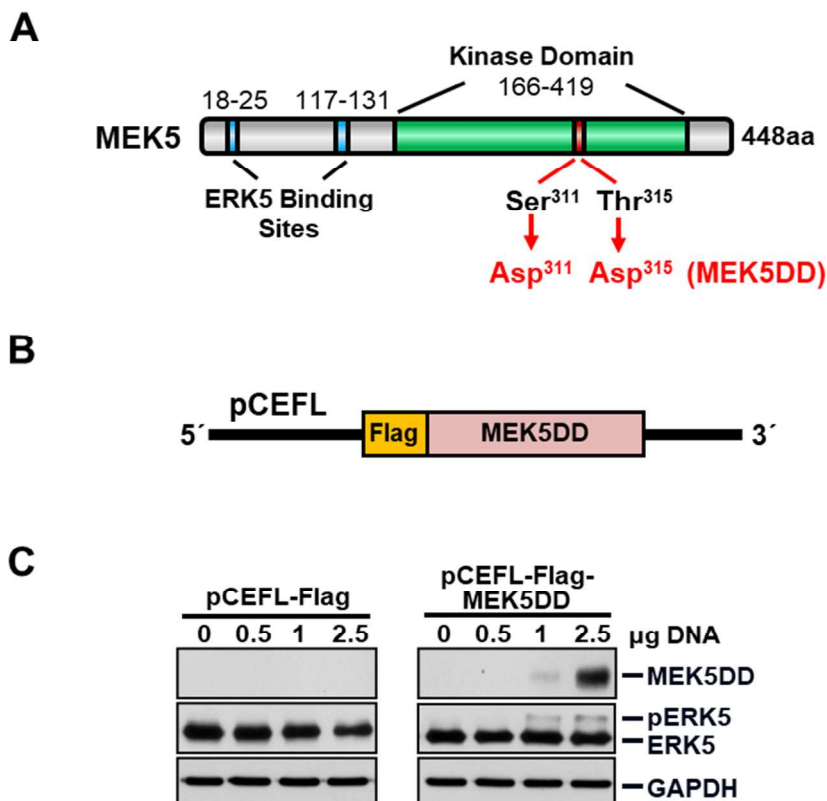 A
Kinase Domain
18-25 117-131 166-419
MEK5 448aa
ERK5 Binding Sites
Ser³¹¹ Thr³¹⁵
Asp³¹¹ Asp³¹⁵ (MEK5DD)
B
pCEFL
5´ Flag MEK5DD 3´
C
pCEFL-Flag
pCEFL-Flag-
MEK5DD
0 0.5 1 2.5 0 0.5 1 2.5 µg DNA
MEK5DD
pERK5
ERK5
GAPDH